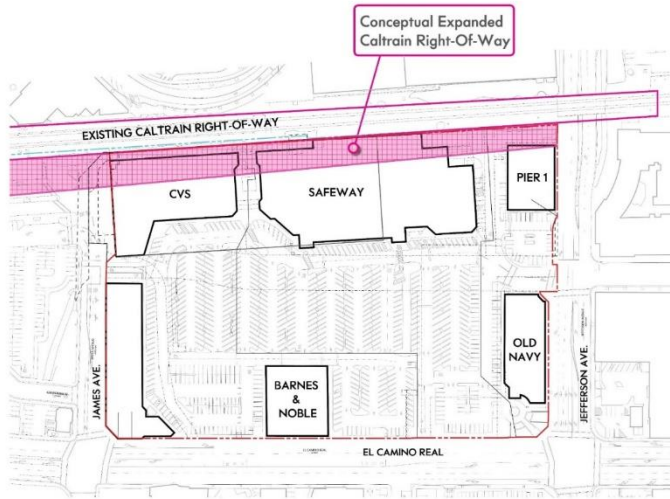 Conceptual Expanded
Caltrain Right-Of-Way
EXISTING CALTRAIN RIGHT-OF-WAY
CVS
SAFEWAY
PIER 1
OLD
NAVY
BARNES
&
NOBLE
JAMES AVE.
JEFFERSON AVE.
EL CAMINO REAL